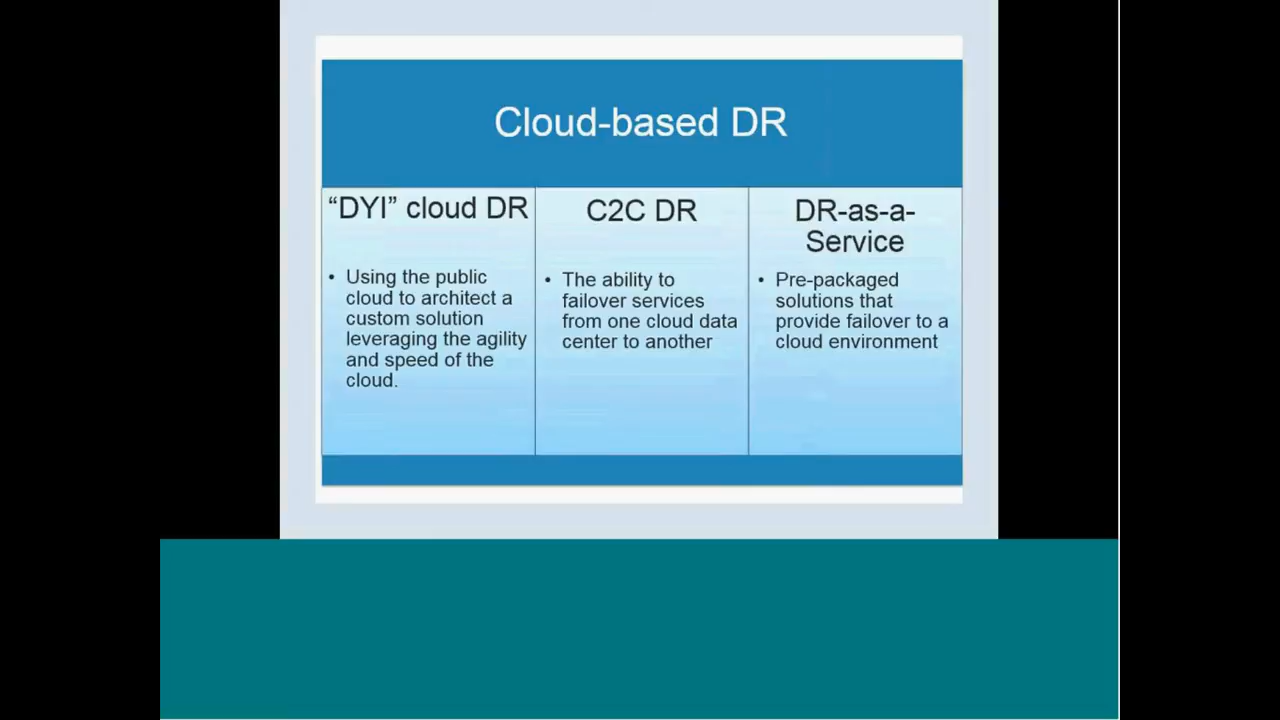 Cloud-based DR
“DYI” cloud DR
• Using the public
cloud to architect a
custom solution
leveraging the agility
and speed of the
cloud.
C2C DR
• The ability to
failover services
from one cloud data
center to another
DR-as-a-
Service
• Pre-packaged
solutions that
provide failover to a
cloud environment